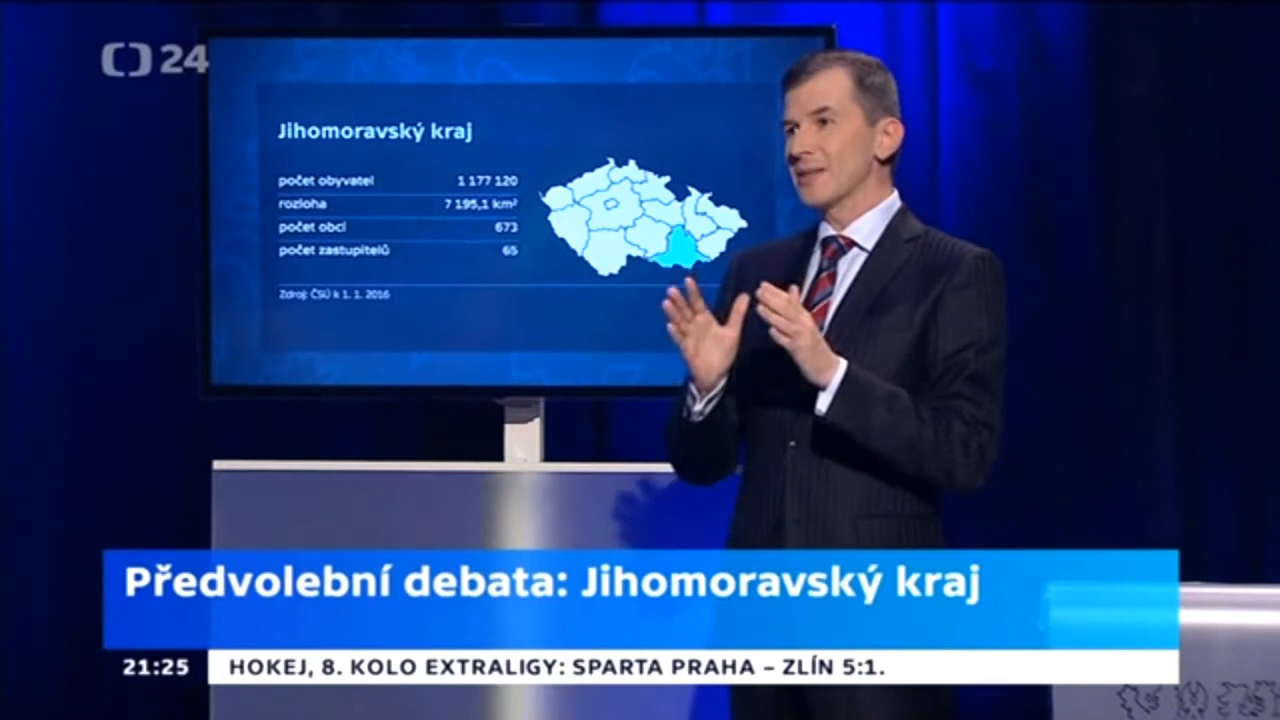 24
Jihomoravský kraj
počet obyvatel 1 177 120
rozloha 7 195,1 km²
počet obcí 673
počet zastupitelů 65
Zdroj: ČSÚ k 1. 1. 2016
Předvolební debata: Jihomoravský kraj
21:25 HOKEJ, 8. KOLO EXTRALIGY: SPARTA PRAHA – ZLÍN 5:1.